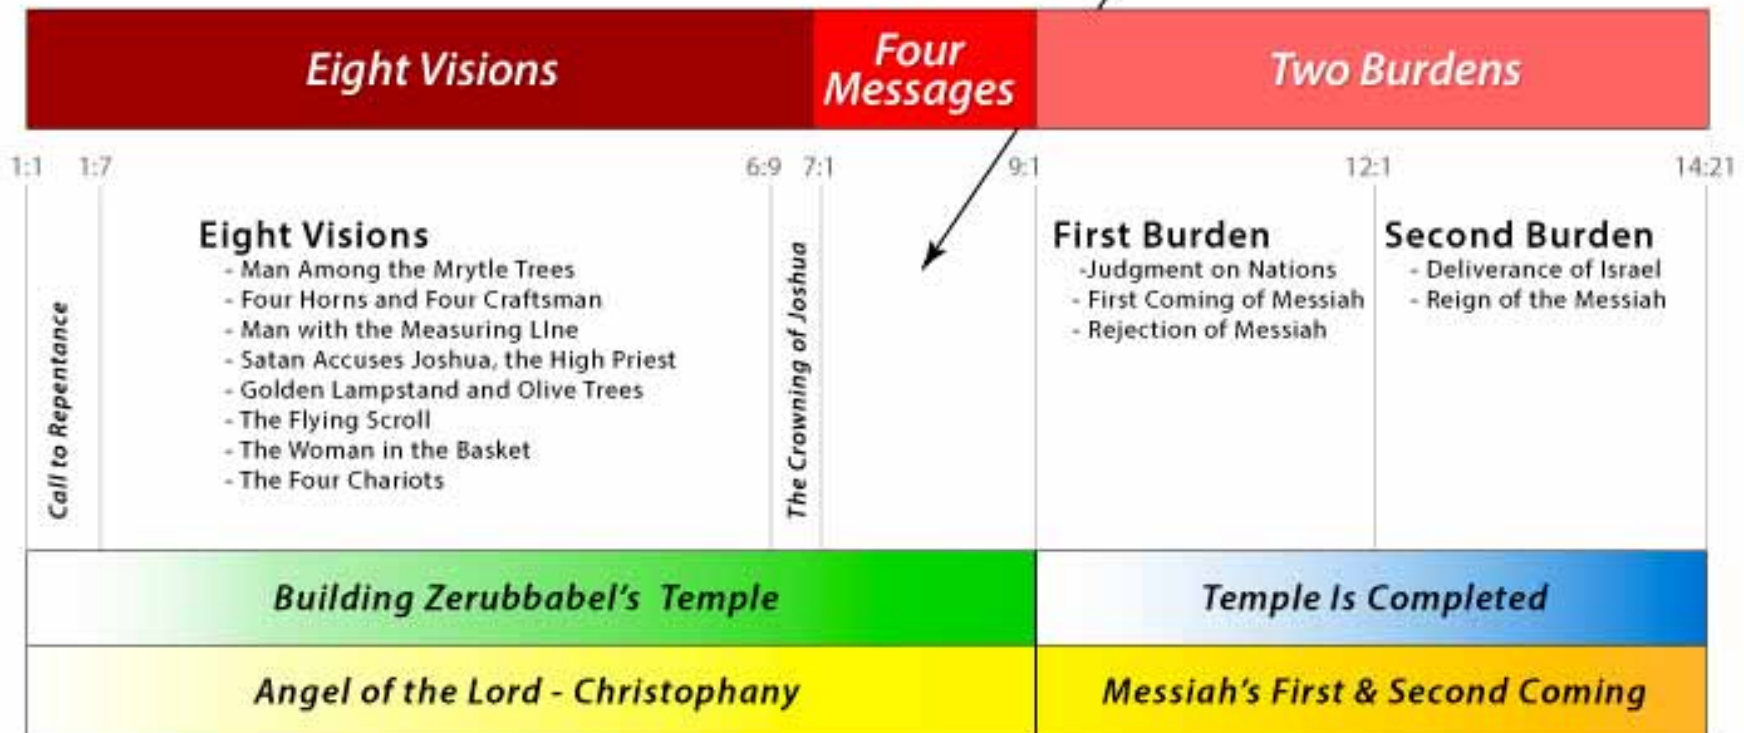 Eight Visions
Four
Messages
Two Burdens
1:1
1:7
6:9
7:1
9:1
12:1
14:21
Call to Repentance
Eight Visions
- Man Among the Mrytle Trees
- Four Horns and Four Craftsman
- Man with the Measuring LIne
- Satan Accuses Joshua, the High Priest
- Golden Lampstand and Olive Trees
- The Flying Scroll
- The Woman in the Basket
- The Four Chariots
The Crowning of Joshua
First Burden
-Judgment on Nations
- First Coming of Messiah
- Rejection of Messiah
Second Burden
- Deliverance of Israel
- Reign of the Messiah
Building Zerubbabel's Temple
Temple Is Completed
Angel of the Lord - Christophany
Messiah's First & Second Coming